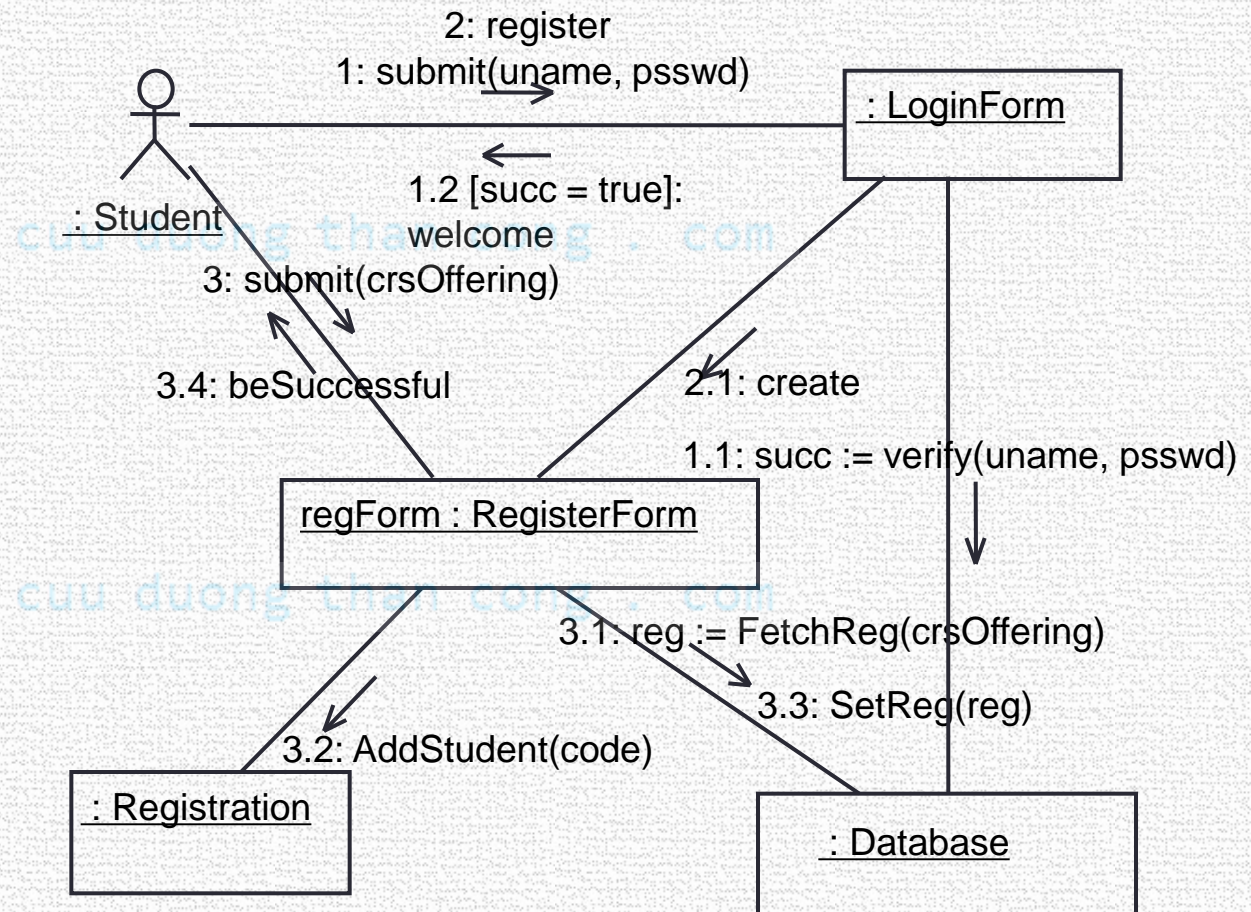 2: register
1: submit(uname, psswd)
: LoginForm
1.2 [succ = true]:
welcome
: Student
cuu duong than cong . com
3: submit(crsOffering)
3.4: beSuccessful
2.1: create
1.1: succ := verify(uname, psswd)
regForm : RegisterForm
cuu duong than cong . com
3.1: reg := FetchReg(crsOffering)
3.3: SetReg(reg)
3.2: AddStudent(code)
: Registration
: Database